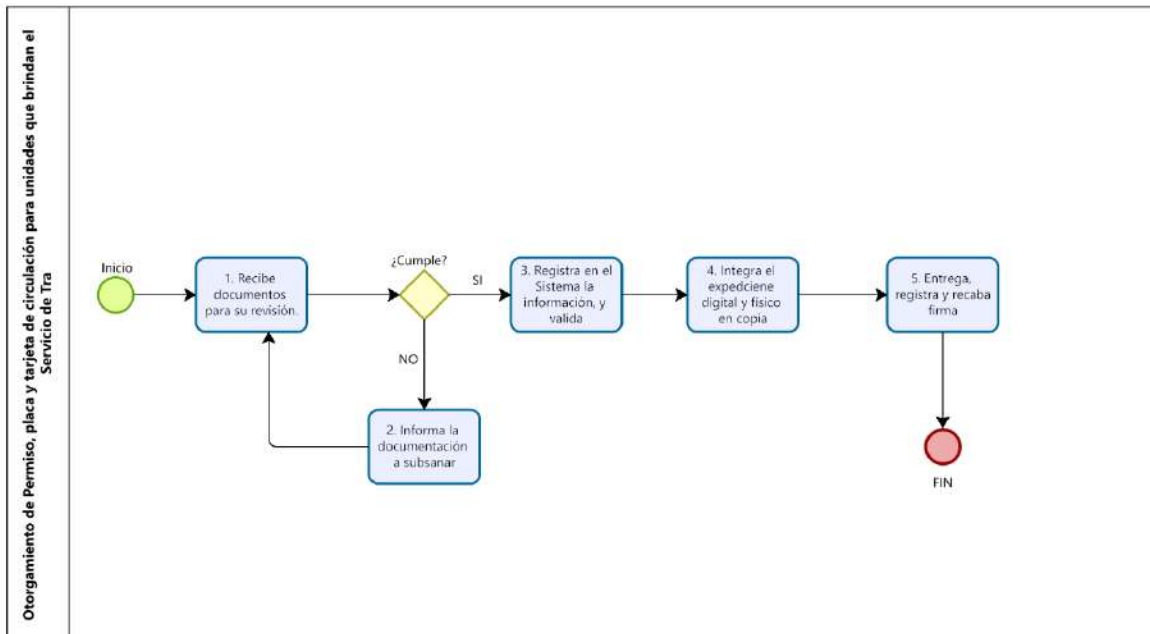 Otorgamiento de Permiso, placa y tarjeta de circulación para unidades que brindan el
Servicio de Tra
Inicio
1. Recibe
documentos
para su revisión.
¿Cumple?
SI
NO
2. Informa la
documentación
a subsanar
3. Registra en el
Sistema la
información, y
valida
4. Integra el
expedciene
digital y físico
en copia
5. Entrega,
registra y recaba
firma
FIN